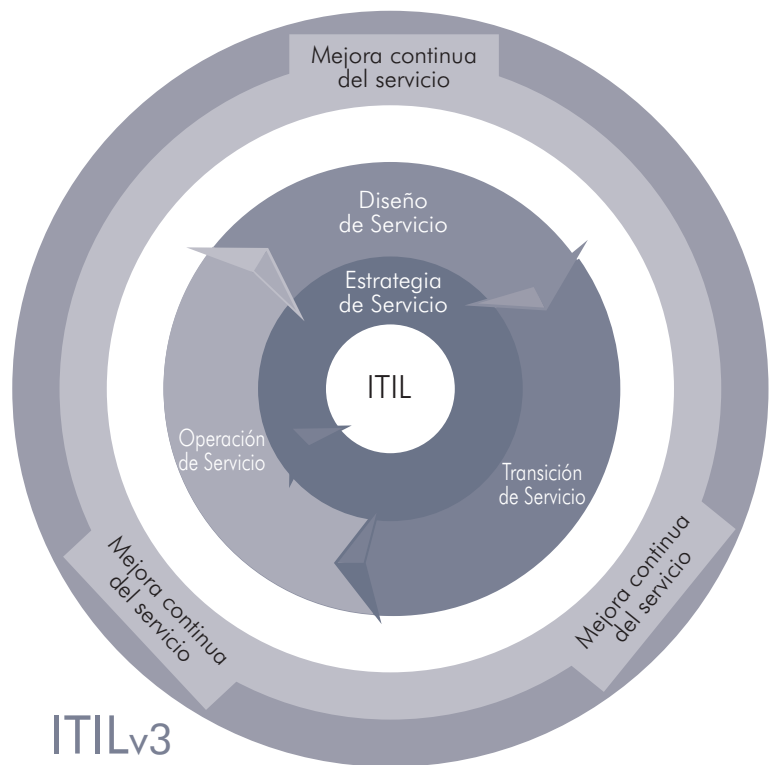 Mejora continua
del servicio
Diseño
de Servicio
Estrategia
de Servicio
ITIL
Operación
de Servicio
Transición
de Servicio
Mejora continua
del servicio
Mejora continua
del servicio
ITILv3